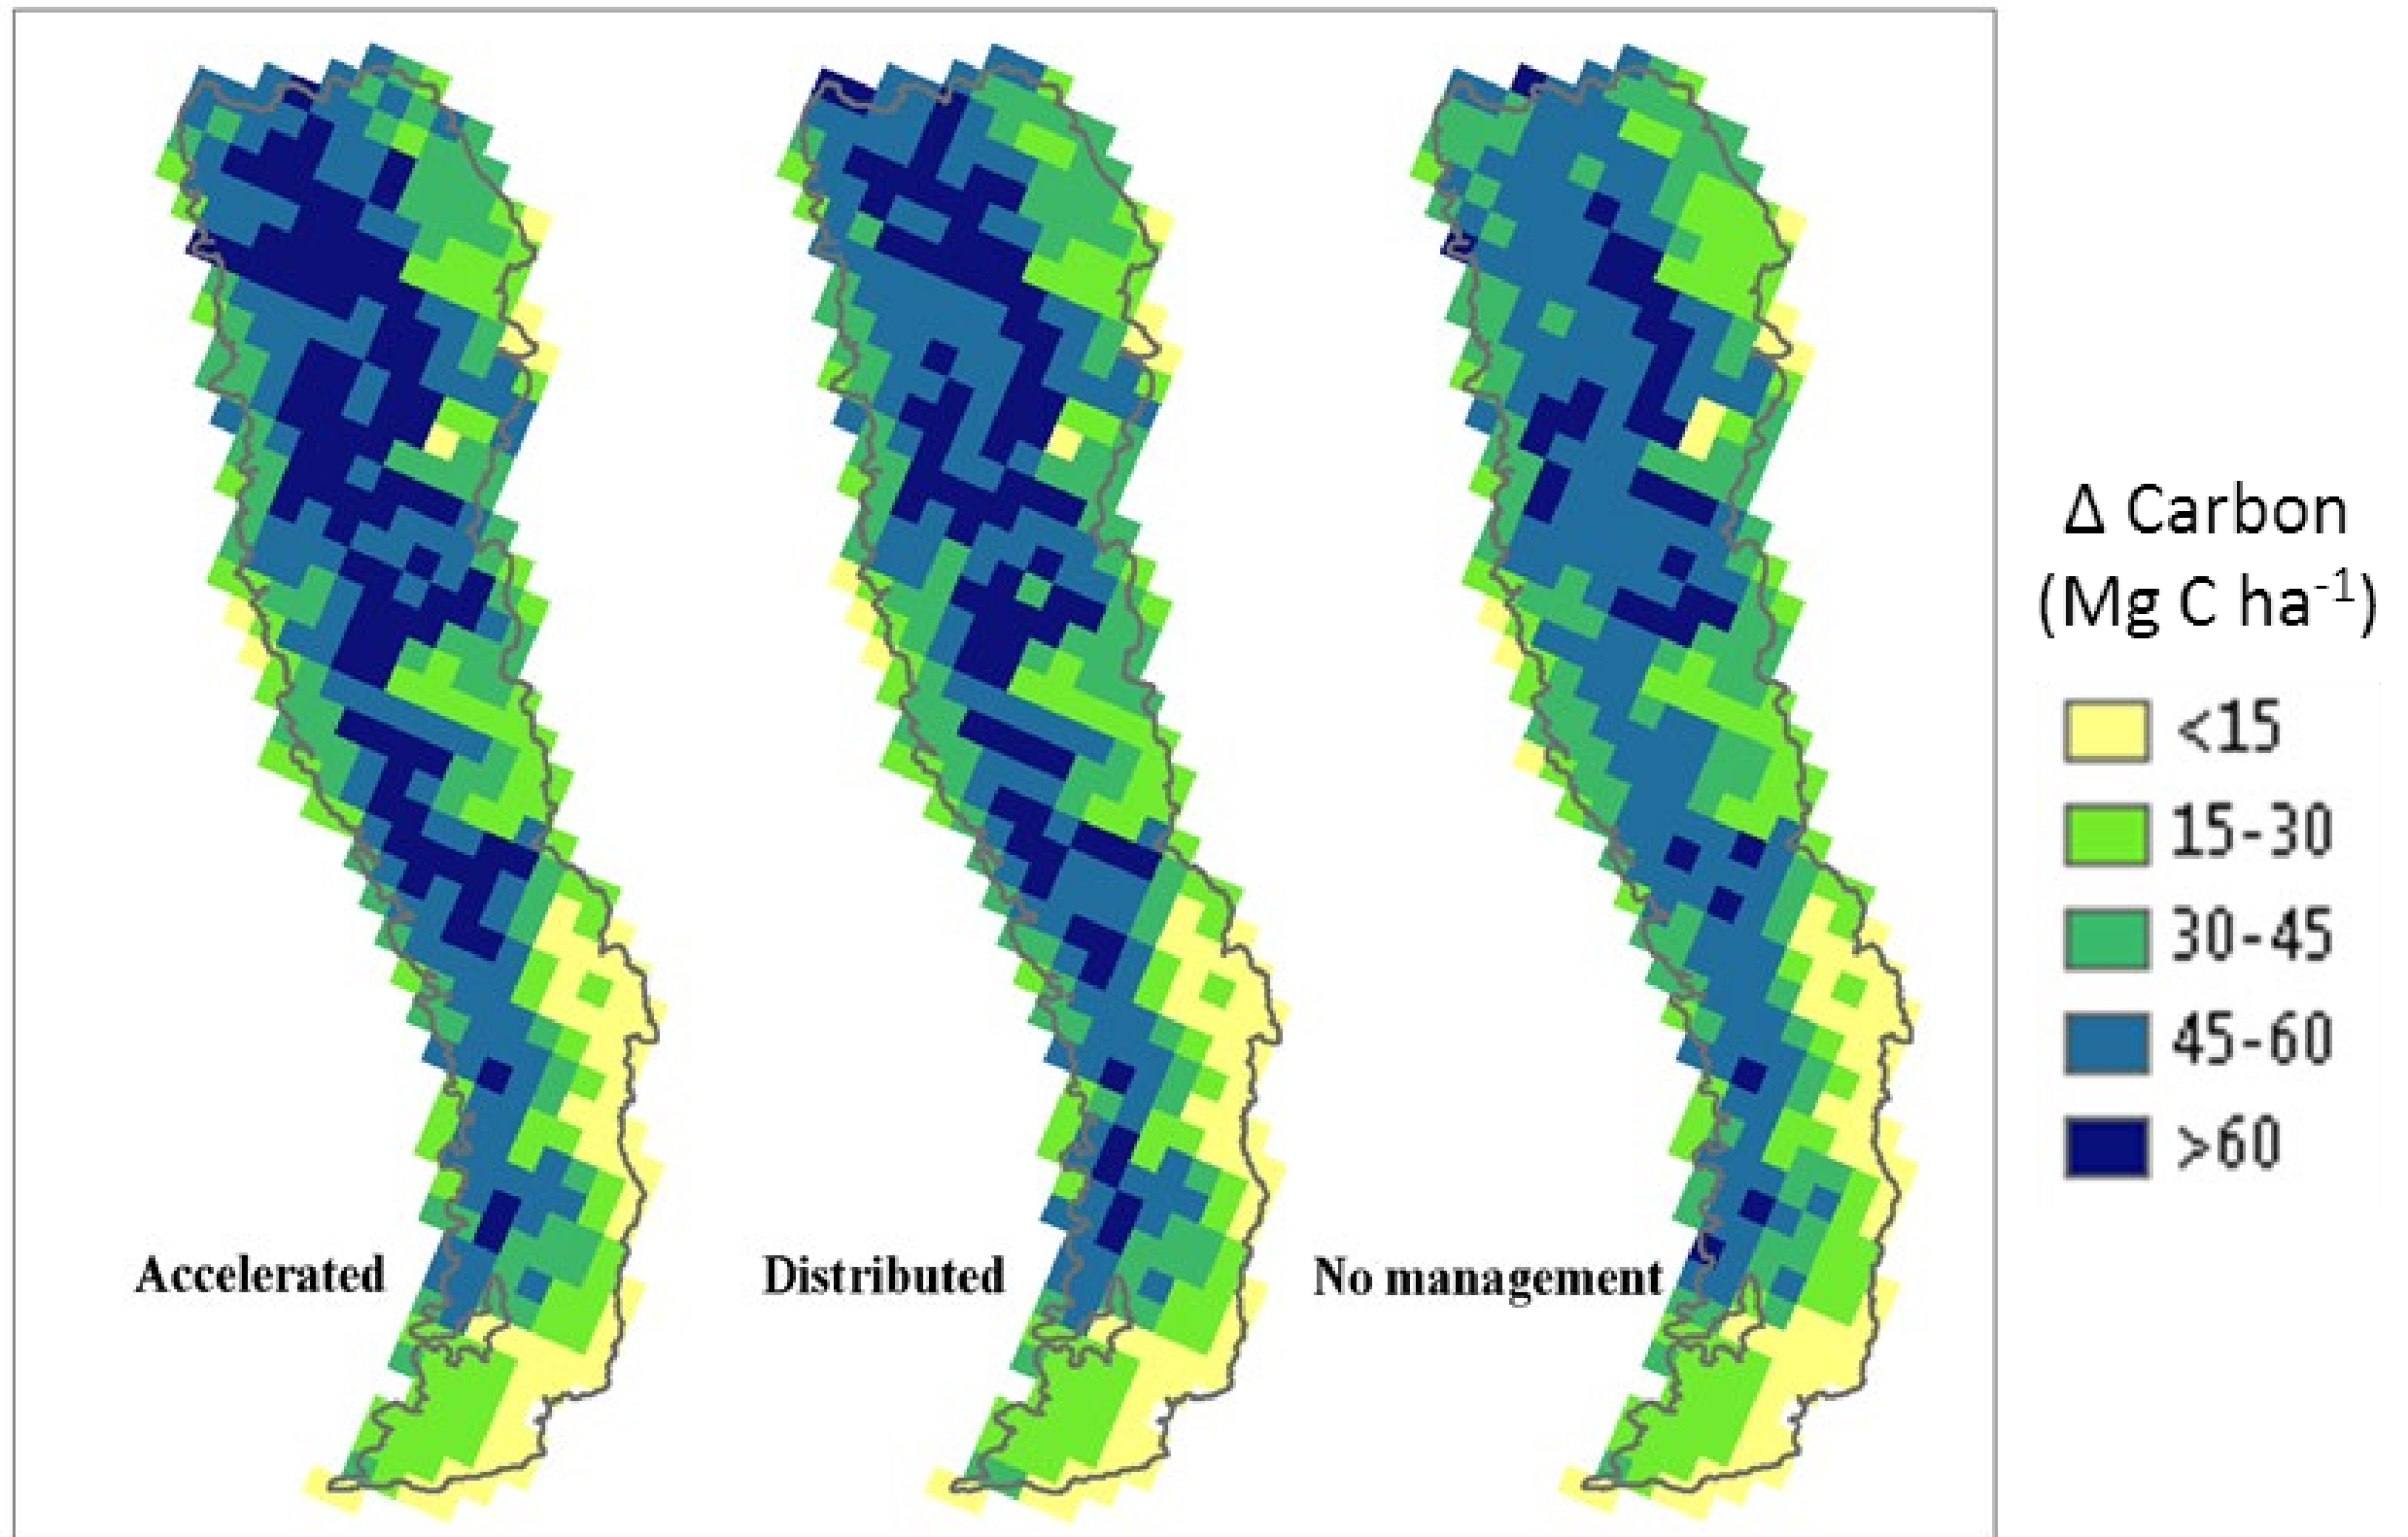 Accelerated
Distributed
No management
Δ Carbon
(Mg C ha⁻¹)
<15
15-30
30-45
45-60
>60